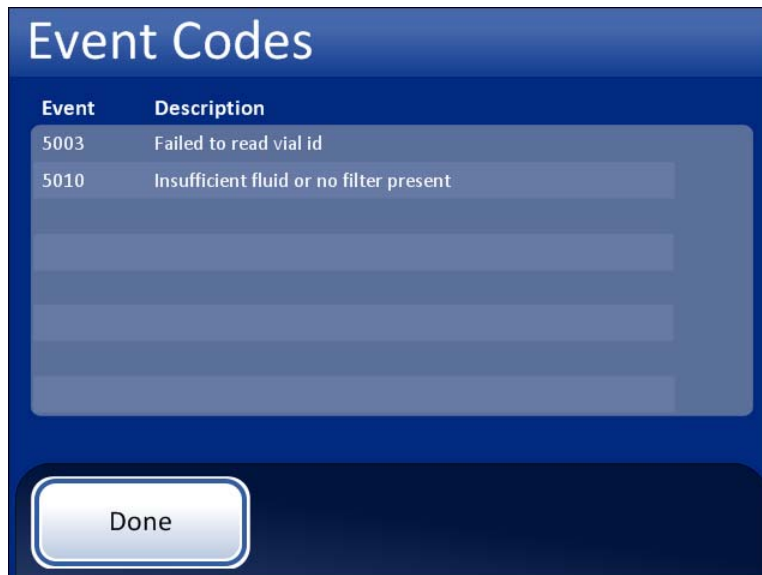 Event Codes
Event Description
5003 Failed to read vial id
5010 Insufficient fluid or no filter present
Done